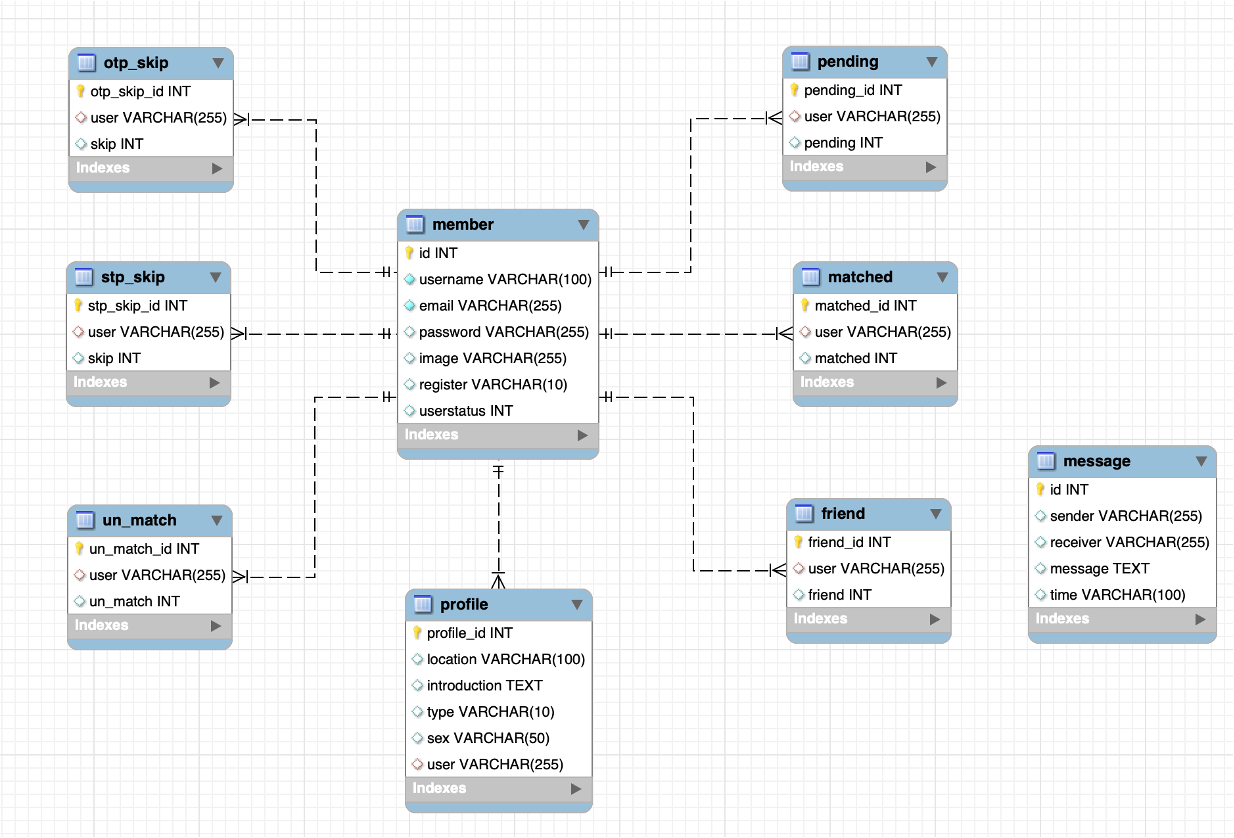 otp_skip
otp_skip_id INT
user VARCHAR(255)
skip INT
Indexes
pending
pending_id INT
user VARCHAR(255)
pending INT
Indexes
member
id INT
username VARCHAR(100)
email VARCHAR(255)
password VARCHAR(255)
image VARCHAR(255)
register VARCHAR(10)
userstatus INT
Indexes
stp_skip
stp_skip_id INT
user VARCHAR(255)
skip INT
Indexes
matched
matched_id INT
user VARCHAR(255)
matched INT
Indexes
un_match
un_match_id INT
user VARCHAR(255)
un_match INT
Indexes
profile
profile_id INT
location VARCHAR(100)
introduction TEXT
type VARCHAR(10)
sex VARCHAR(50)
user VARCHAR(255)
Indexes
friend
friend_id INT
user VARCHAR(255)
friend INT
Indexes
message
id INT
sender VARCHAR(255)
receiver VARCHAR(255)
message TEXT
time VARCHAR(100)
Indexes